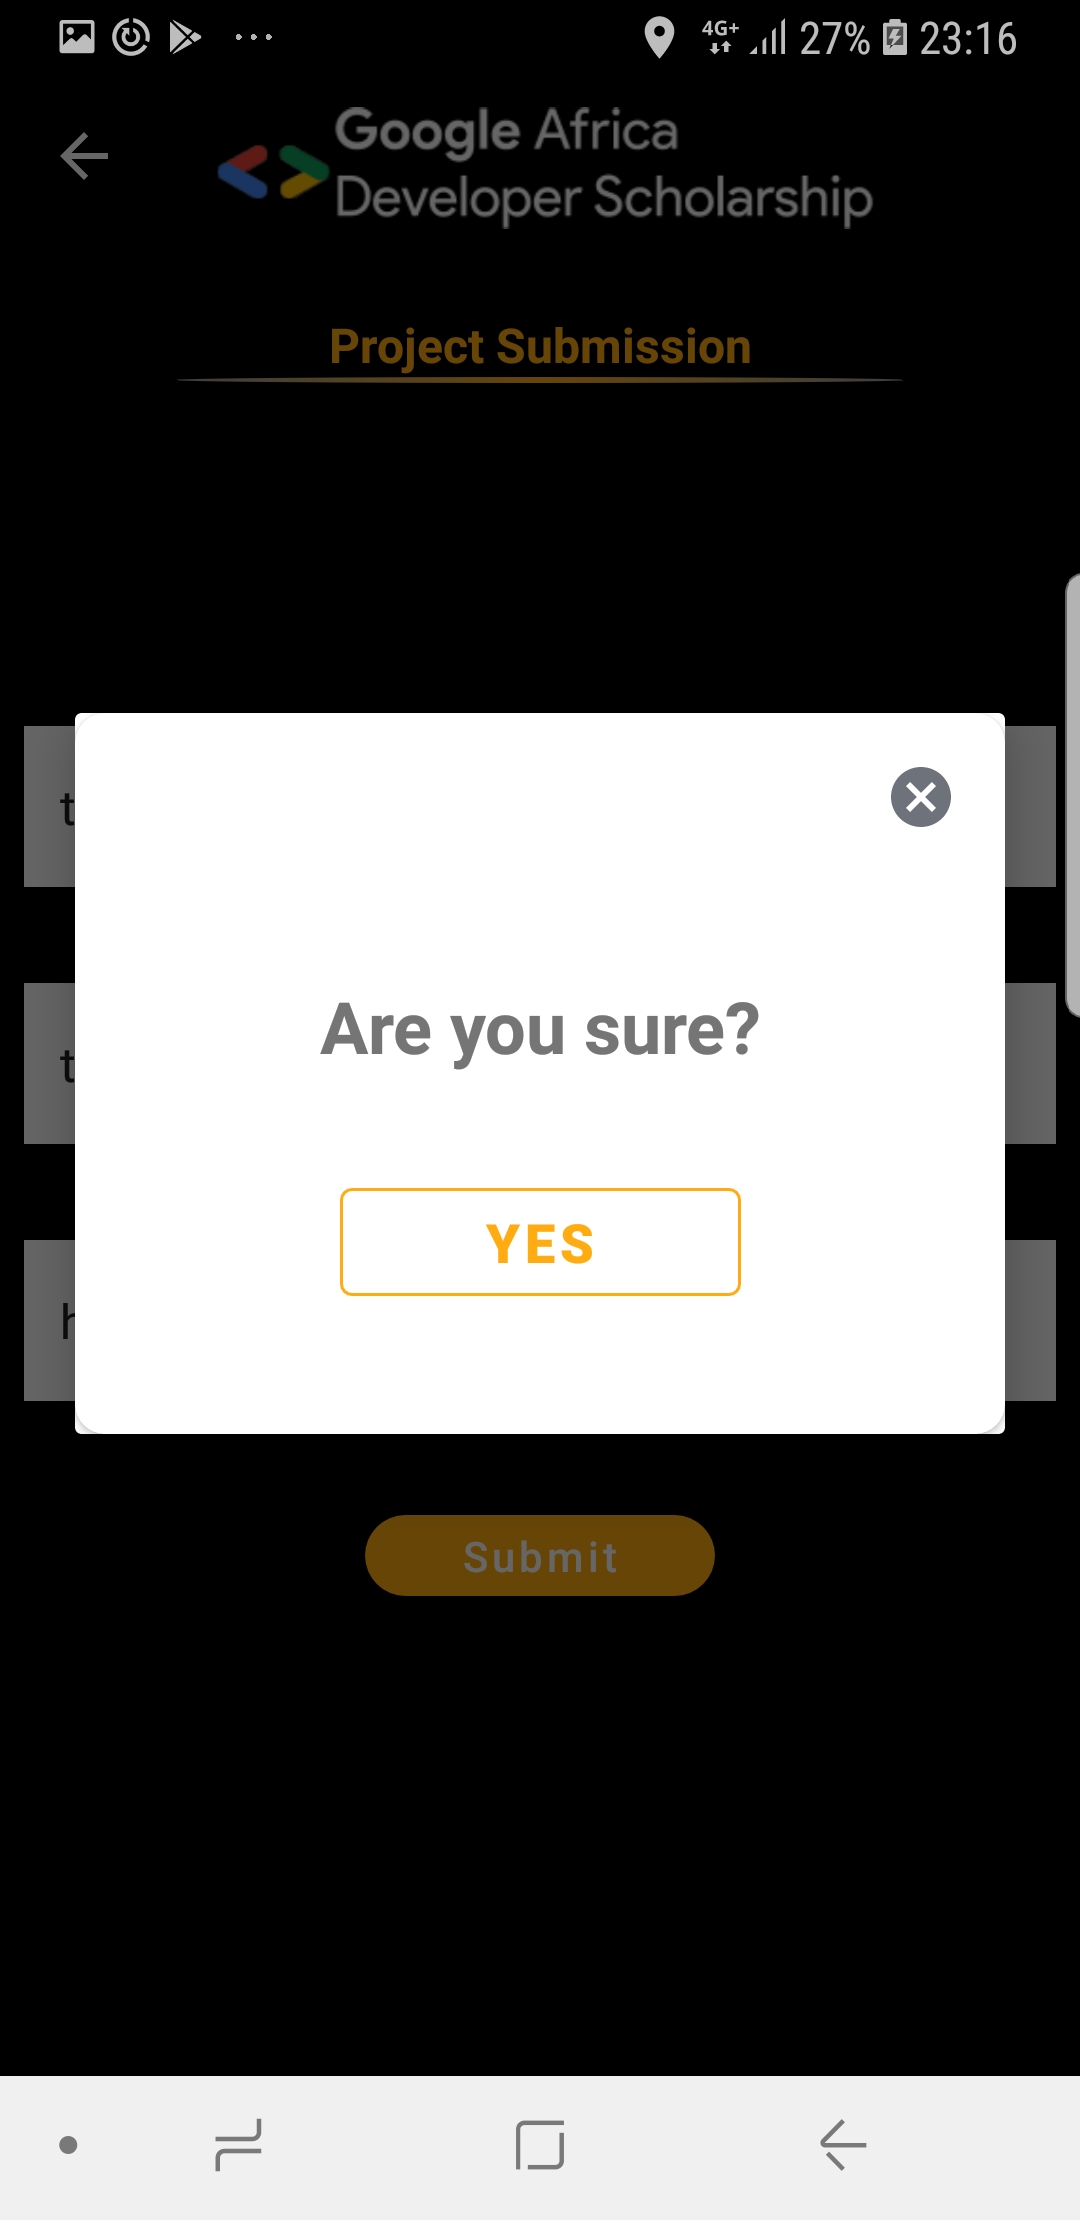 4G+ 27% 23:16
Google Africa
Developer Scholarship
Project Submission
Are you sure?
YES
Submit